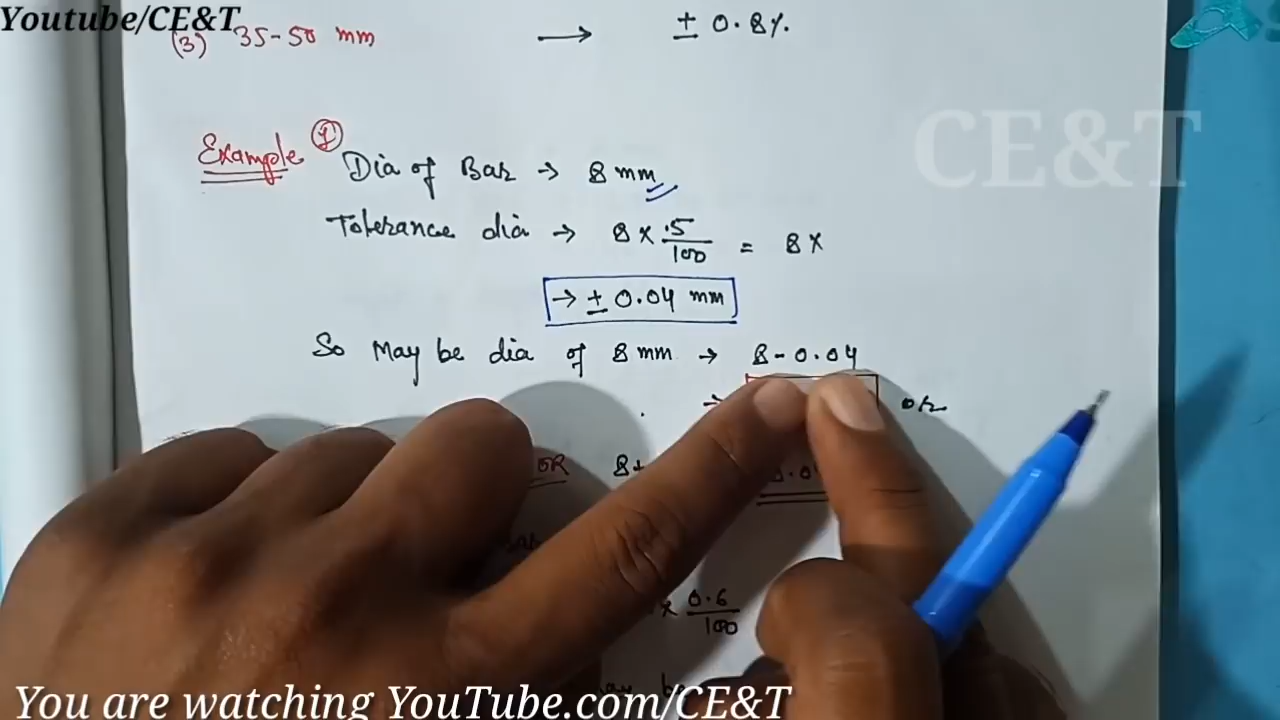 Youtube/CE&T
(3) 35-50 mm → ± 0.8%.
CE&T
Example 1 Dia of Bar → 8 mm
Tolerance dia → 8 × .5/100 = 8 ×
→ ± 0.04 mm
So May be dia of 8 mm → 8-0.04
→ or
OR 8+
× 0.6/100
You are watching YouTube.com/CE&T